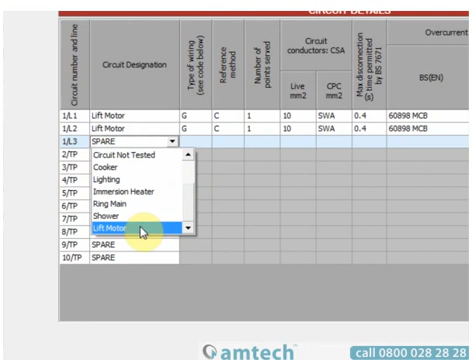 CIRCUIT DETAILS
Circuit number and line
Circuit Designation
Type of wiring (see code below)
Reference method
Number of points served
Circuit conductors: CSA
Live mm2
CPC mm2
Max disconnection time permitted by BS 7671 (s)
Overcurrent
BS(EN)
1/L1 Lift Motor G C 1 10 SWA 0.4 60898 MCB
1/L2 Lift Motor G C 1 10 SWA 0.4 60898 MCB
1/L3 SPARE
2/TP Circuit Not Tested
3/TP Cooker
4/TP Lighting
5/TP Immersion Heater
6/TP Ring Main
7/TP Shower
8/TP Lift Motor
9/TP SPARE
10/TP SPARE
amtech call 0800 028 28 28